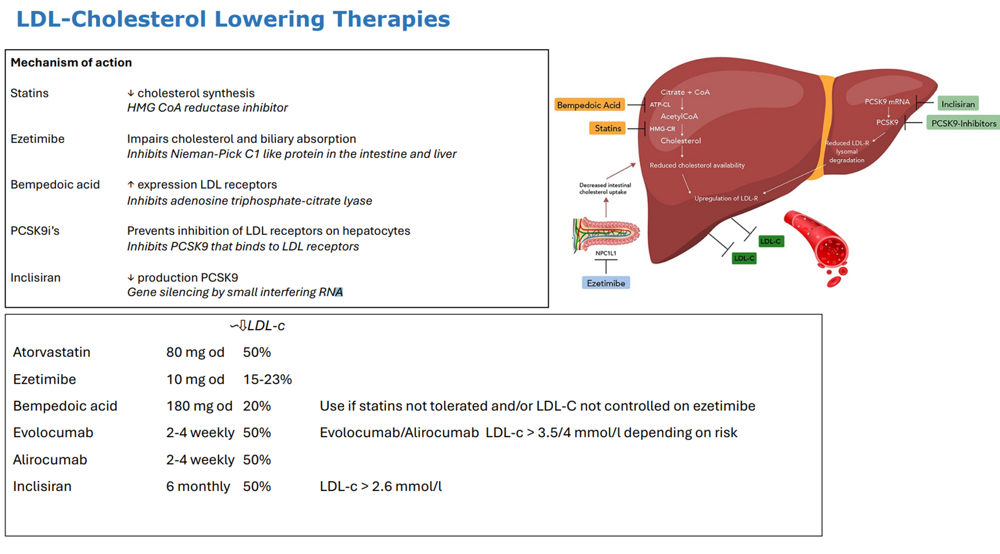 LDL-Cholesterol Lowering Therapies
Mechanism of action
Statins ↓ cholesterol synthesis
HMG CoA reductase inhibitor
Ezetimibe Impairs cholesterol and biliary absorption
Inhibits Nieman-Pick C1 like protein in the intestine and liver
Bempedoic acid ↑ expression LDL receptors
Inhibits adenosine triphosphate-citrate lyase
PCSK9i’s Prevents inhibition of LDL receptors on hepatocytes
Inhibits PCSK9 that binds to LDL receptors
Inclisiran ↓ production PCSK9
Gene silencing by small interfering RNA
Citrate + CoA
Bempedoic Acid ATP-CL
AcetylCoA
Statins HMG-CR
Cholesterol
Reduced cholesterol availability
Upregulation of LDL-R
PCSK9 mRNA Inclisiran
PCSK9 PCSK9-Inhibitors
Reduced LDL-R
lysomal
degradation
Decreased intestinal
cholesterol uptake
NPC1L1
Ezetimibe
LDL-C
LDL-C
~⇩LDL-c
Atorvastatin 80 mg od 50%
Ezetimibe 10 mg od 15-23%
Bempedoic acid 180 mg od 20% Use if statins not tolerated and/or LDL-C not controlled on ezetimibe
Evolocumab 2-4 weekly 50% Evolocumab/Alirocumab LDL-c > 3.5/4 mmol/l depending on risk
Alirocumab 2-4 weekly 50%
Inclisiran 6 monthly 50% LDL-c > 2.6 mmol/l